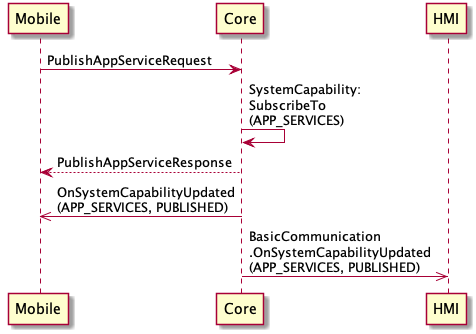 Mobile
Core
HMI
PublishAppServiceRequest
SystemCapability:
SubscribeTo
(APP_SERVICES)
PublishAppServiceResponse
OnSystemCapabilityUpdated
(APP_SERVICES, PUBLISHED)
BasicCommunication
.OnSystemCapabilityUpdated
(APP_SERVICES, PUBLISHED)
Mobile
Core
HMI